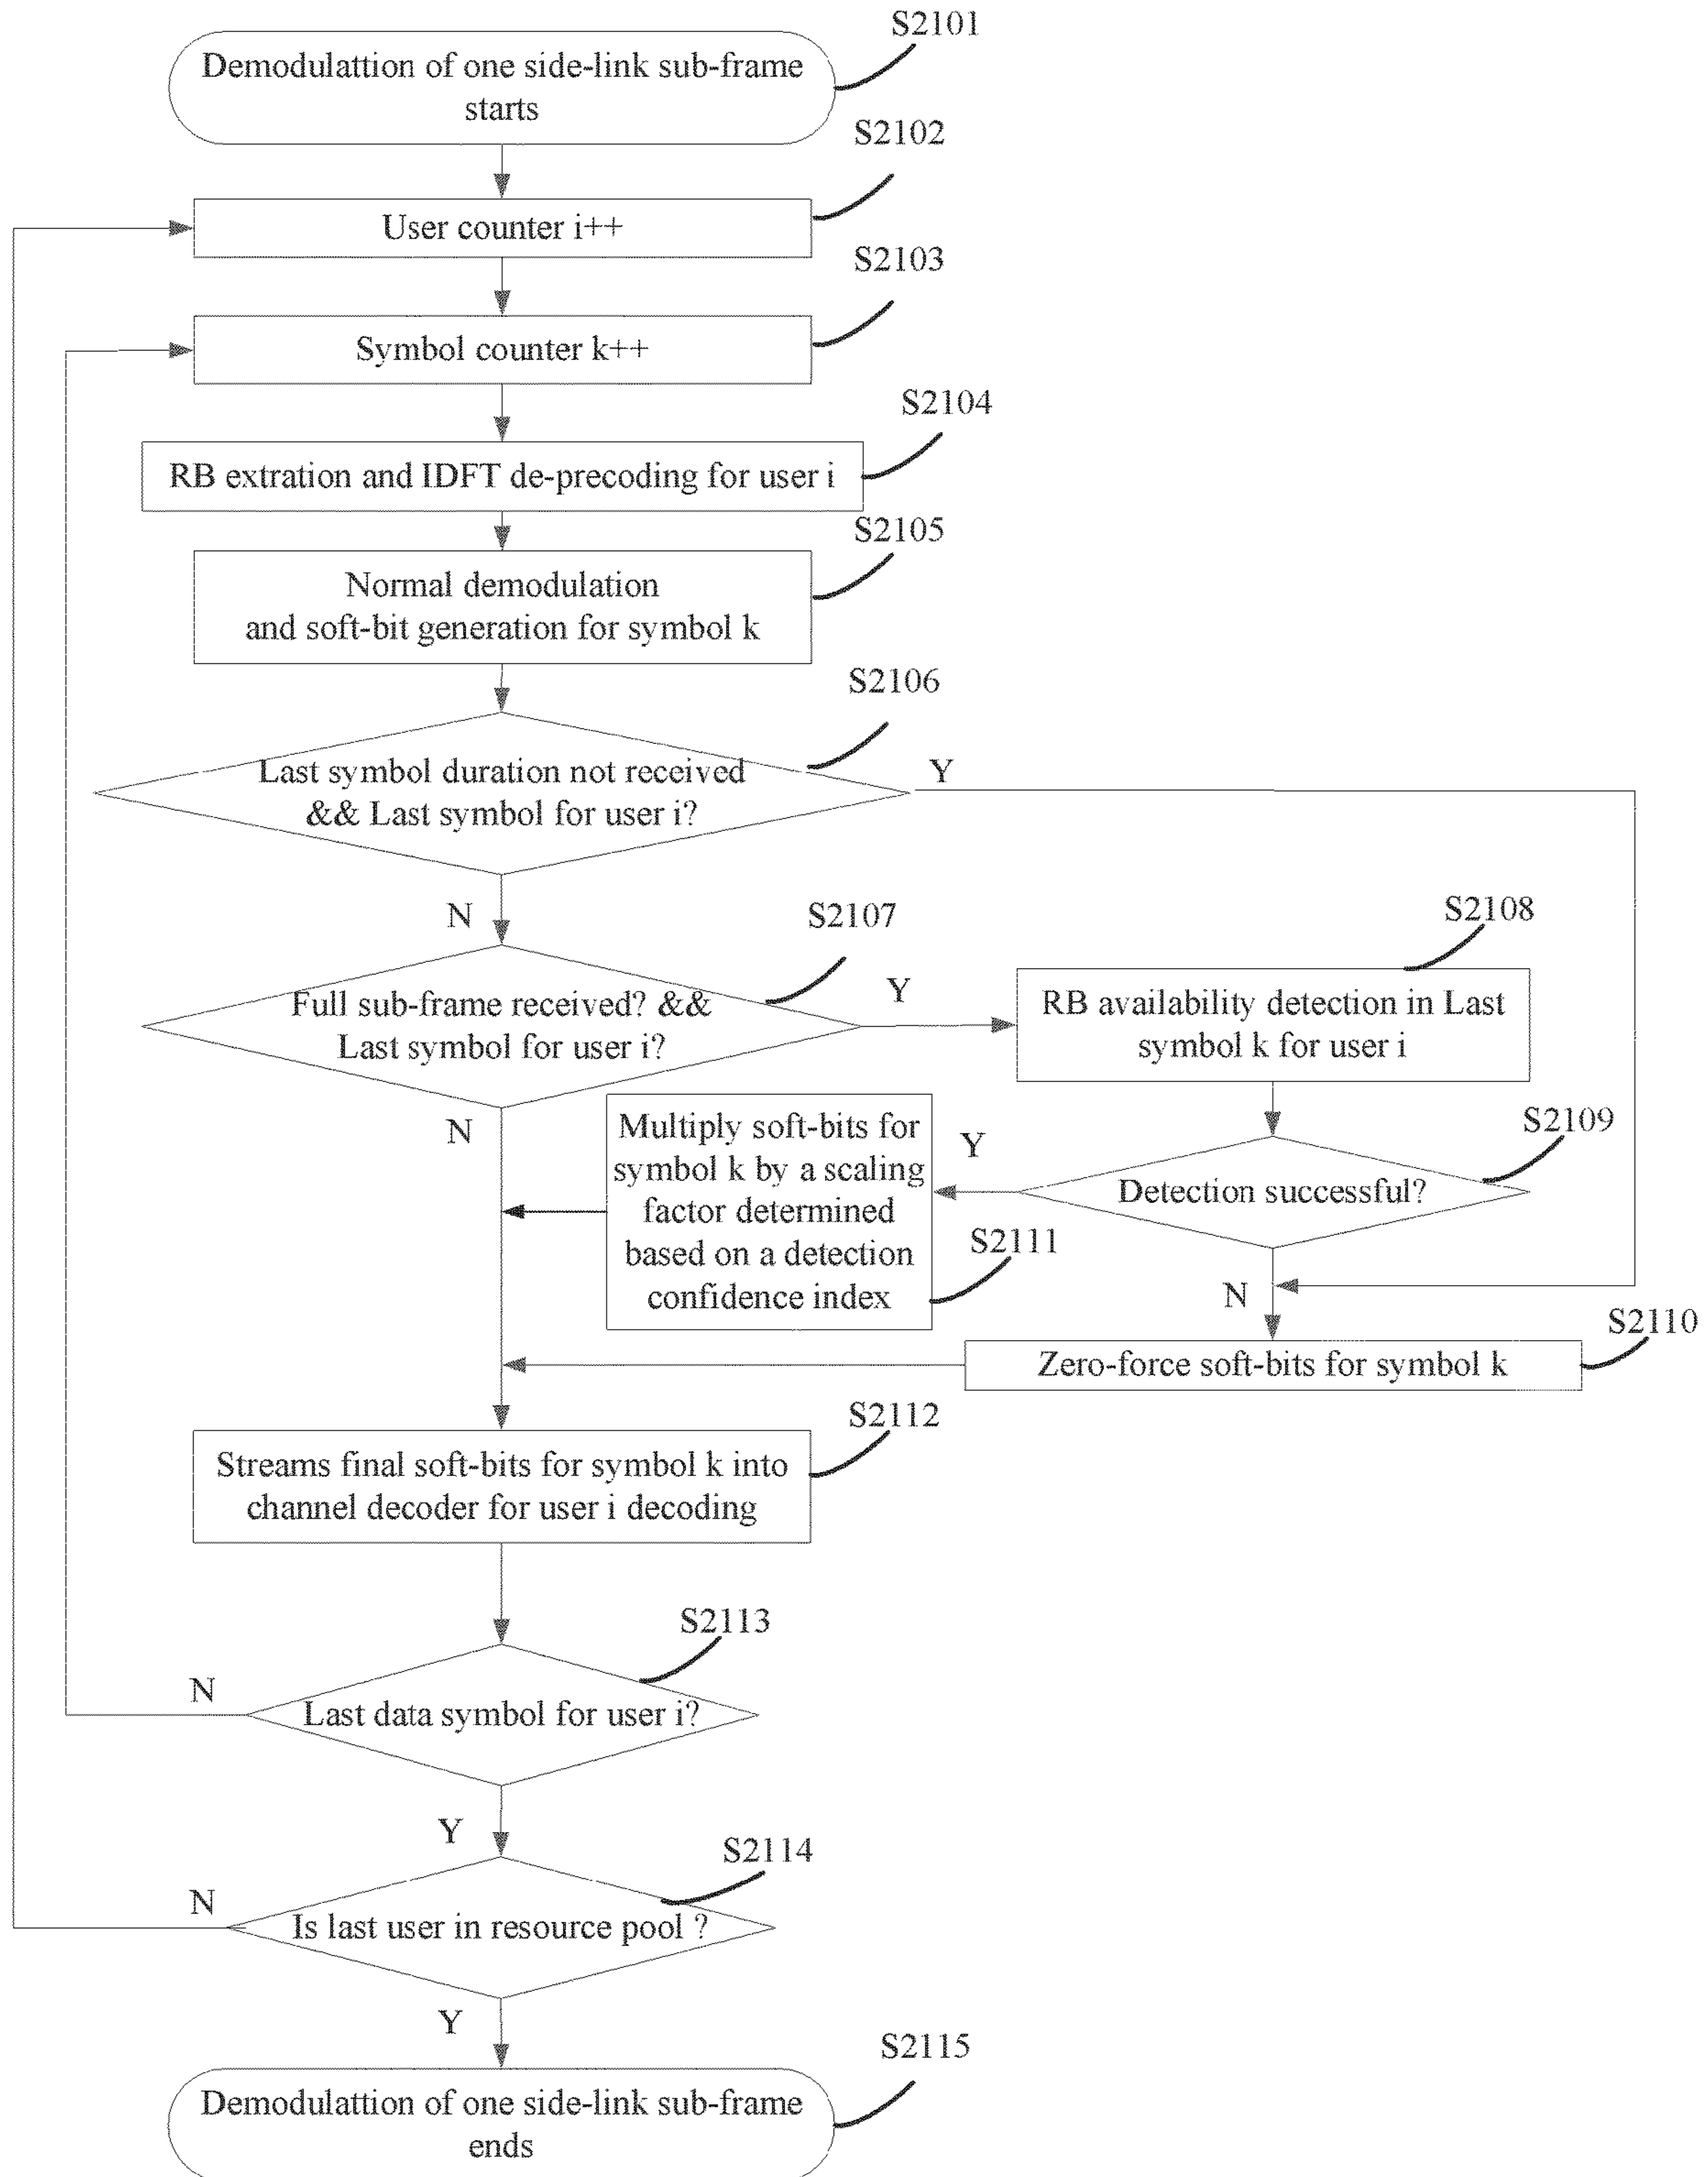 S2101
Demodulattion of one side-link sub-frame
starts
S2102
User counter i++
S2103
Symbol counter k++
S2104
RB extration and IDFT de-precoding for user i
S2105
Normal demodulation
and soft-bit generation for symbol k
S2106
Last symbol duration not received
&& Last symbol for user i?
Y
N
S2107
Full sub-frame received? &&
Last symbol for user i?
Y
N
S2108
RB availability detection in Last
symbol k for user i
S2109
Detection successful?
Y
N
Multiply soft-bits for
symbol k by a scaling
factor determined
based on a detection
confidence index
S2111
S2110
Zero-force soft-bits for symbol k
S2112
Streams final soft-bits for symbol k into
channel decoder for user i decoding
S2113
N
Last data symbol for user i?
Y
S2114
N
Is last user in resource pool ?
Y
S2115
Demodulattion of one side-link sub-frame
ends